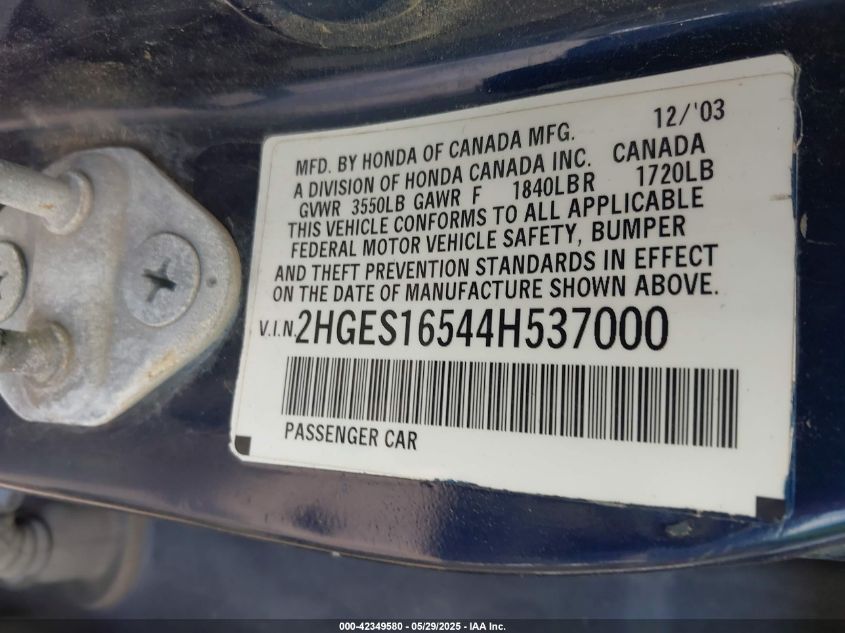 12/'03
MFD. BY HONDA OF CANADA MFG.
A DIVISION OF HONDA CANADA INC. CANADA
GVWR 3550LB GAWR F 1840LB R 1720LB
THIS VEHICLE CONFORMS TO ALL APPLICABLE
FEDERAL MOTOR VEHICLE SAFETY, BUMPER
AND THEFT PREVENTION STANDARDS IN EFFECT
ON THE DATE OF MANUFACTURE SHOWN ABOVE.
V.I.N. 2HGES16544H537000
PASSENGER CAR
000-42349580 - 05/29/2025 - IAA Inc.